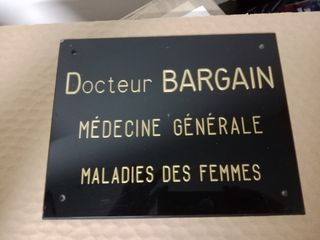 Docteur BARGAIN
MÉDECINE GÉNÉRALE
MALADIES DES FEMMES